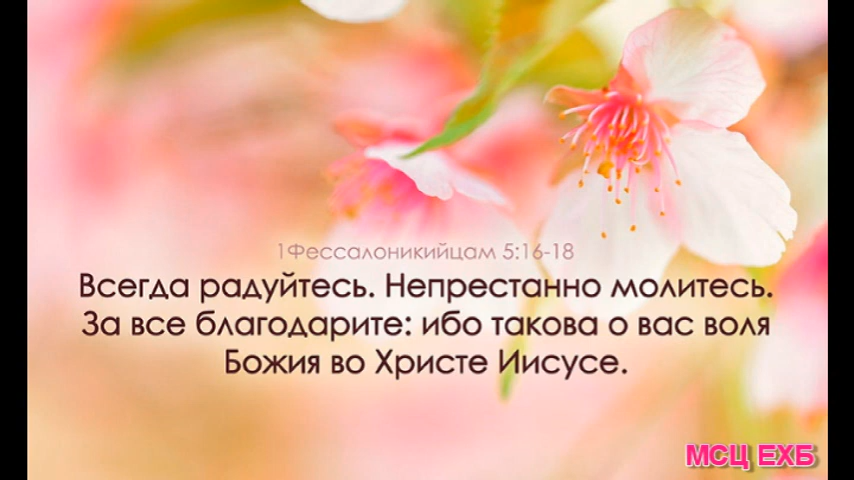 1Фессалоникийцам 5:16-18
Всегда радуйтесь. Непрестанно молитесь.
За все благодарите: ибо такова о вас воля
Божия во Христе Иисусе.
МСЦ ЕХБ